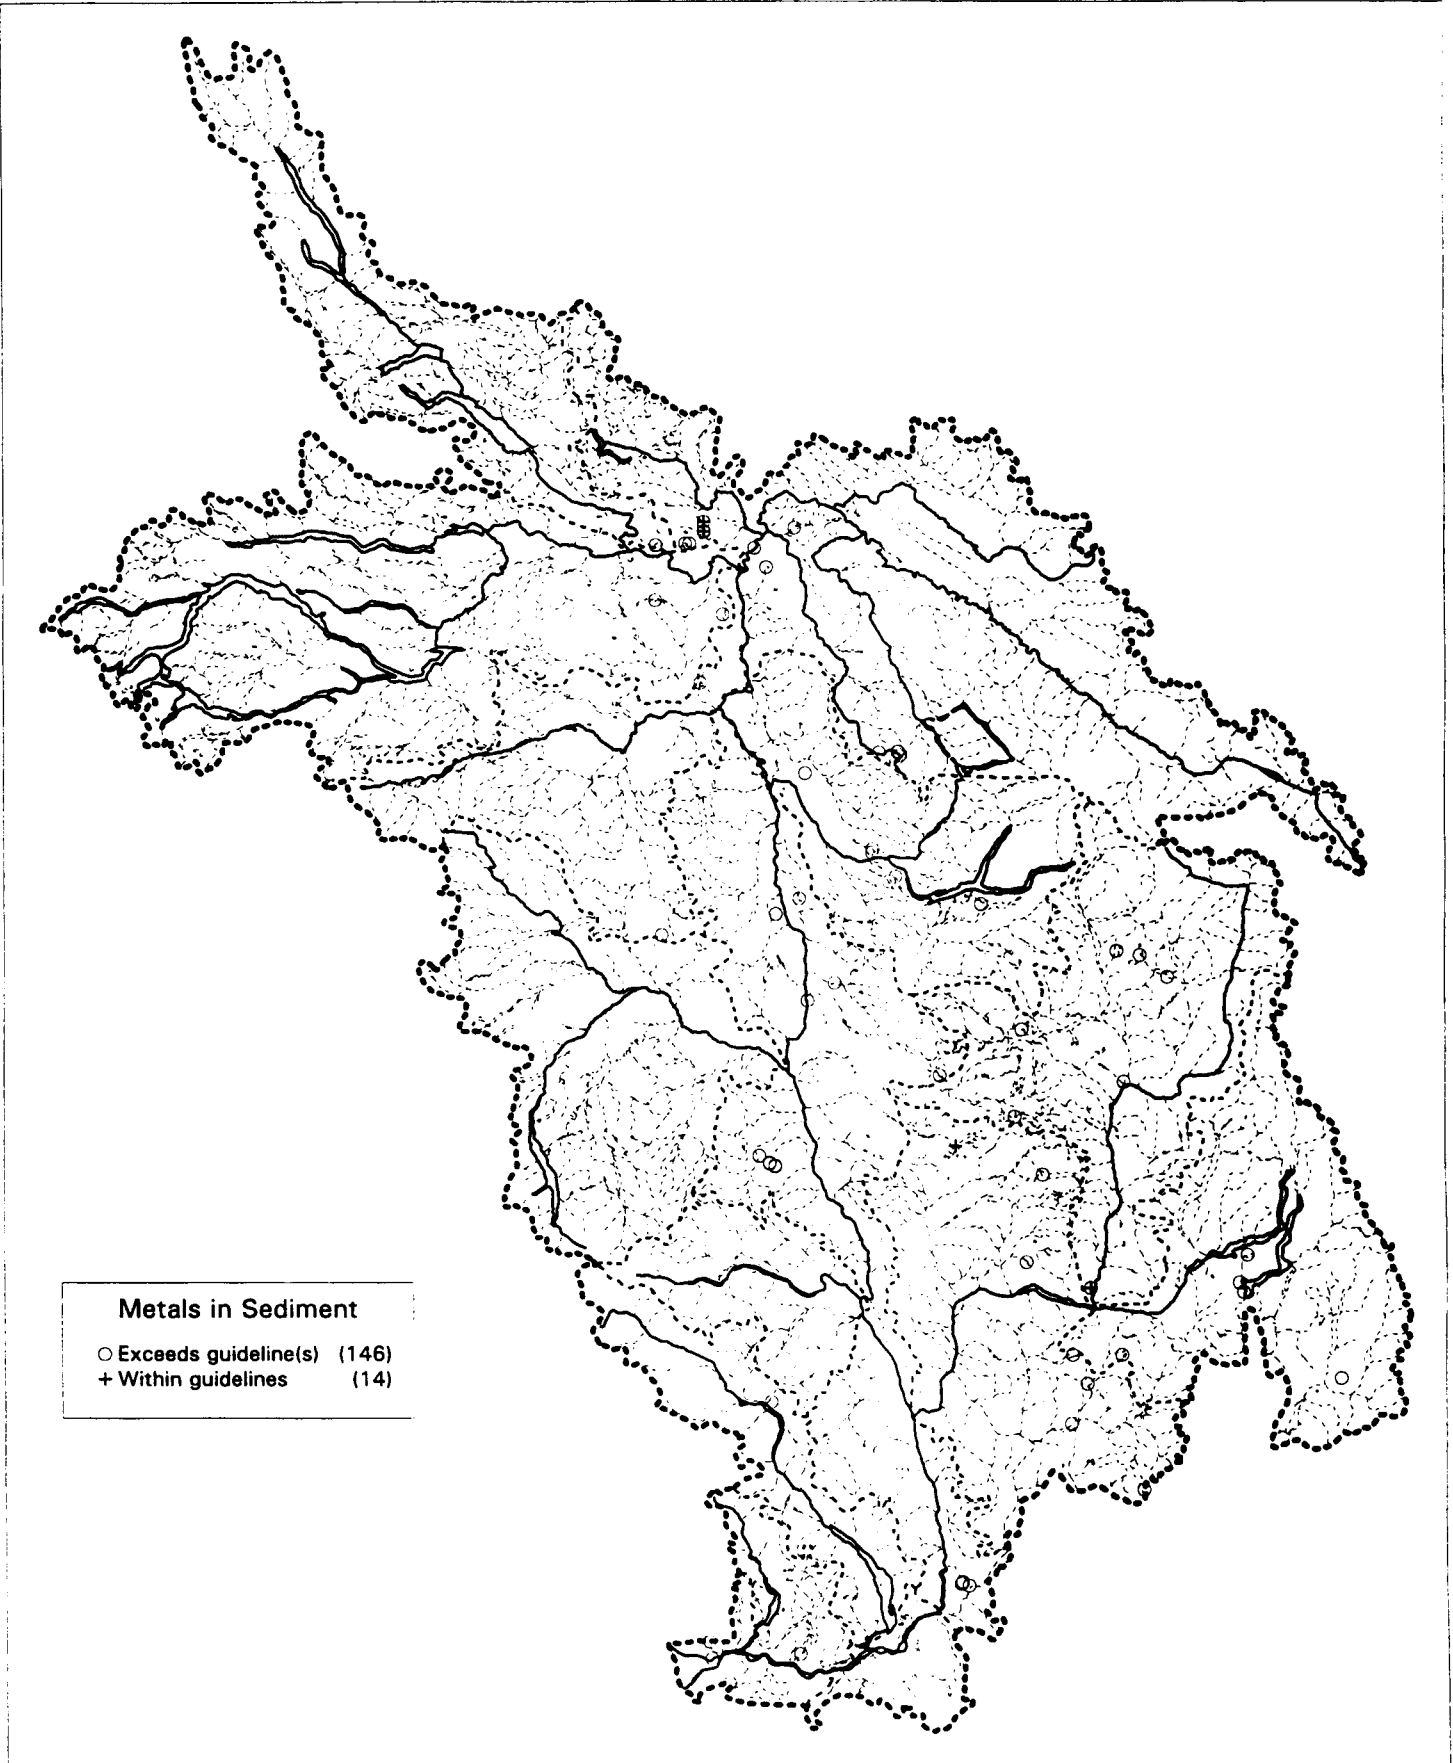 Metals in Sediment
○ Exceeds guideline(s) (146)
+ Within guidelines (14)